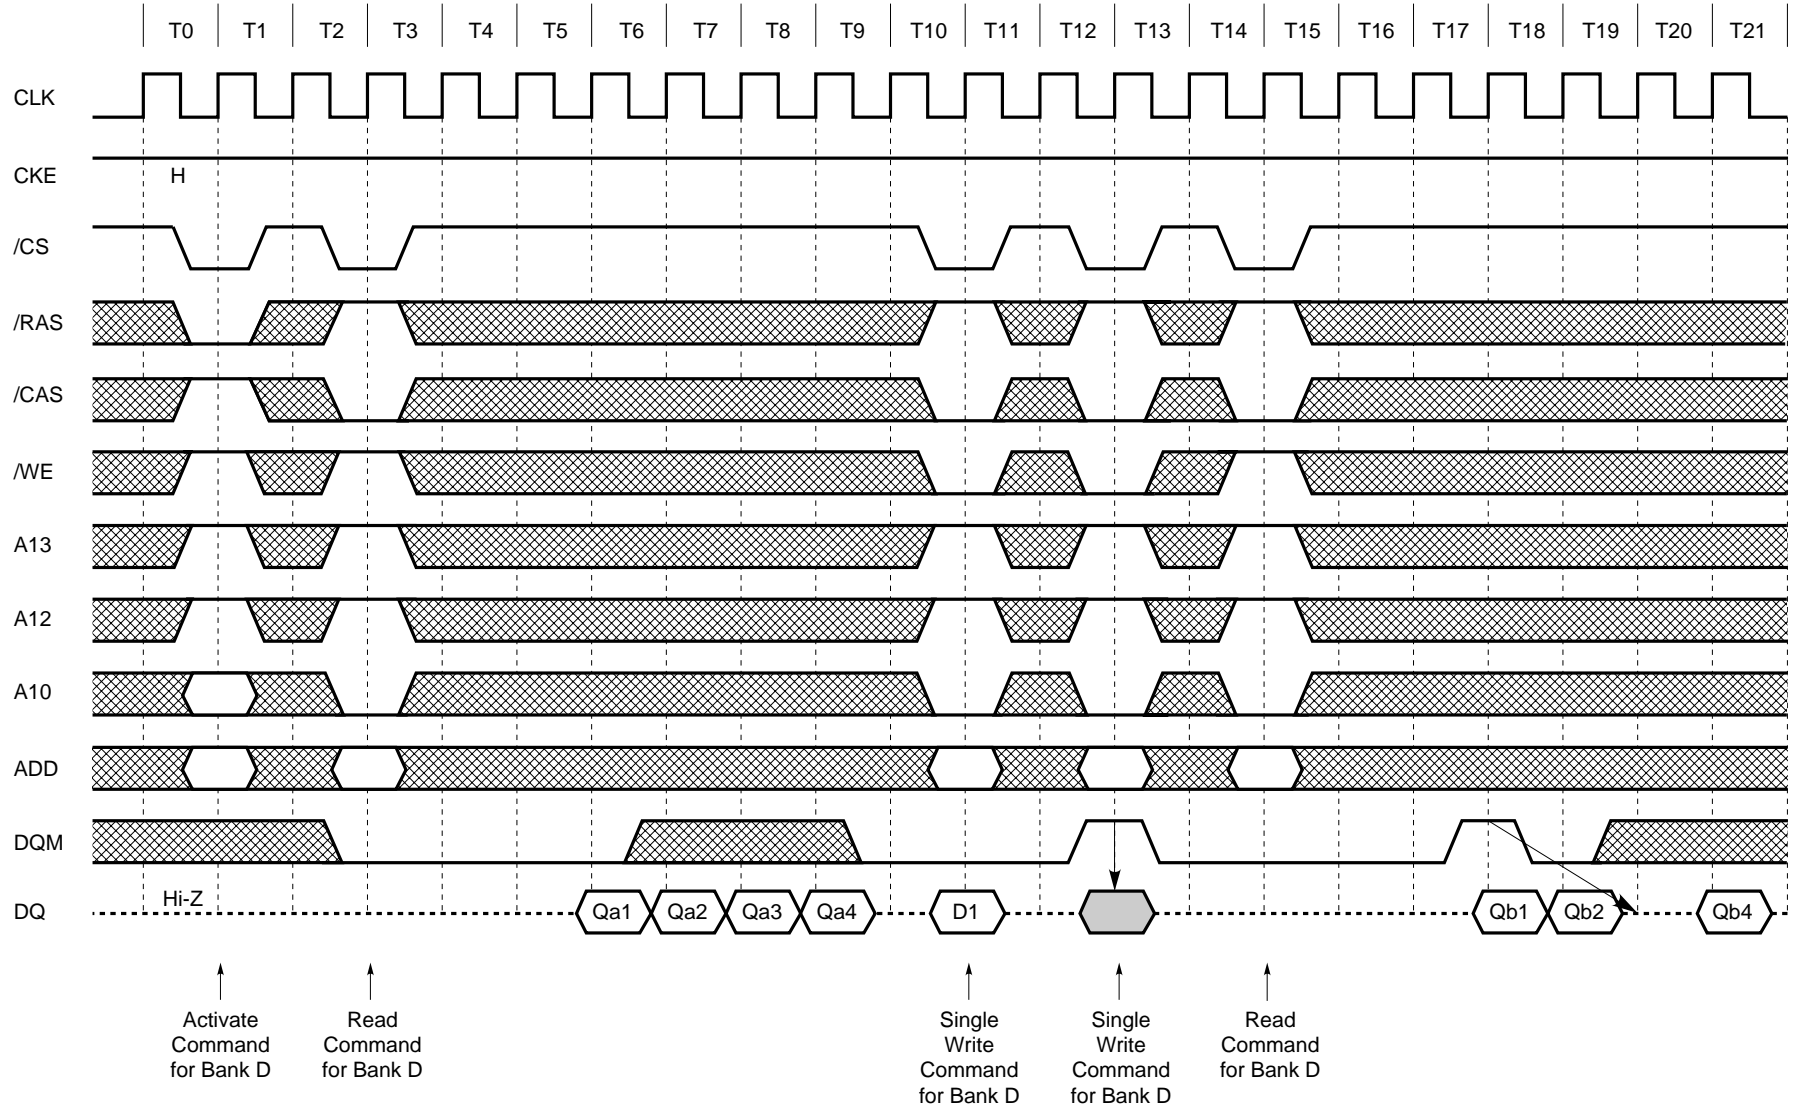 T0 T1 T2 T3 T4 T5 T6 T7 T8 T9 T10 T11 T12 T13 T14 T15 T16 T17 T18 T19 T20 T21
CLK
CKE H
/CS
/RAS
/CAS
/WE
A13
A12
A10
ADD
DQM
DQ Hi-Z Qa1 Qa2 Qa3 Qa4 D1 Qb1 Qb2 Qb4
Activate
Command
for Bank D
Read
Command
for Bank D
Single
Write
Command
for Bank D
Single
Write
Command
for Bank D
Read
Command
for Bank D